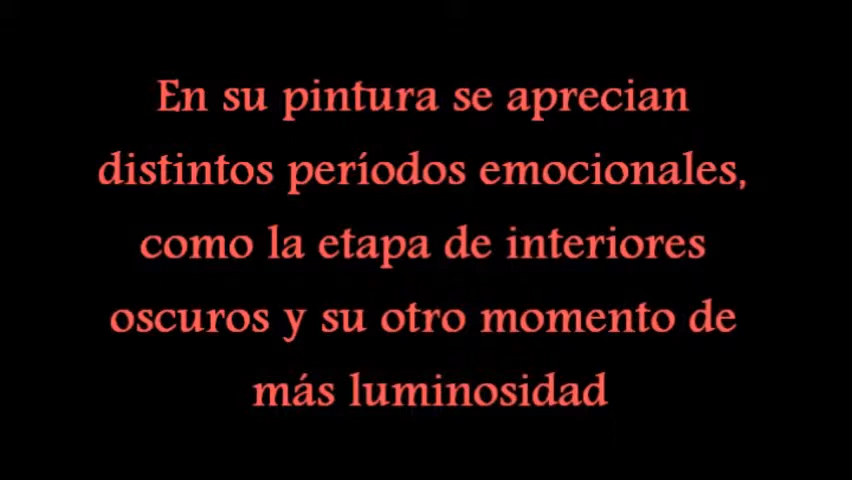 En su pintura se aprecian
distintos períodos emocionales,
como la etapa de interiores
oscuros y su otro momento de
más luminosidad